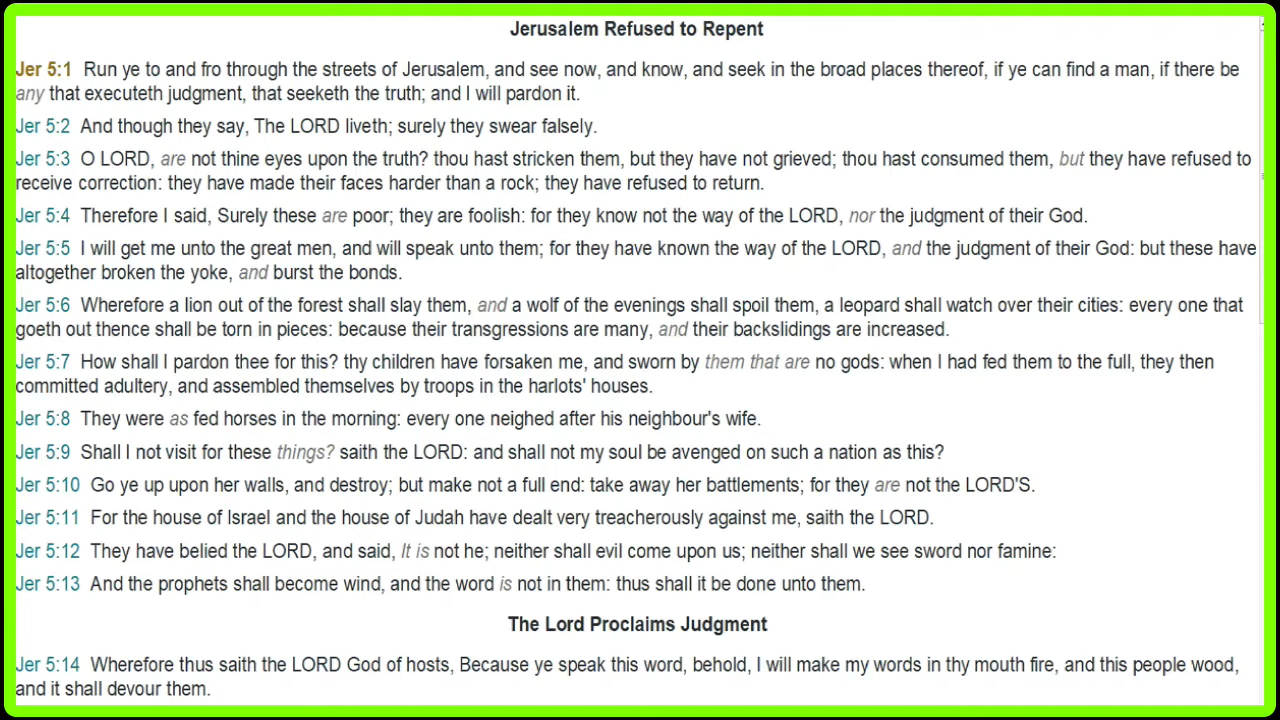 Jerusalem Refused to Repent
Jer 5:1 Run ye to and fro through the streets of Jerusalem, and see now, and know, and seek in the broad places thereof, if ye can find a man, if there be
any that executeth judgment, that seeketh the truth; and I will pardon it.
Jer 5:2 And though they say, The LORD liveth; surely they swear falsely.
Jer 5:3 O LORD, are not thine eyes upon the truth? thou hast stricken them, but they have not grieved; thou hast consumed them, but they have refused to
receive correction: they have made their faces harder than a rock; they have refused to return.
Jer 5:4 Therefore I said, Surely these are poor; they are foolish: for they know not the way of the LORD, nor the judgment of their God.
Jer 5:5 I will get me unto the great men, and will speak unto them; for they have known the way of the LORD, and the judgment of their God: but these have
altogether broken the yoke, and burst the bonds.
Jer 5:6 Wherefore a lion out of the forest shall slay them, and a wolf of the evenings shall spoil them, a leopard shall watch over their cities: every one that
goeth out thence shall be torn in pieces: because their transgressions are many, and their backslidings are increased.
Jer 5:7 How shall I pardon thee for this? thy children have forsaken me, and sworn by them that are no gods: when I had fed them to the full, they then
committed adultery, and assembled themselves by troops in the harlots' houses.
Jer 5:8 They were as fed horses in the morning: every one neighed after his neighbour's wife.
Jer 5:9 Shall I not visit for these things? saith the LORD: and shall not my soul be avenged on such a nation as this?
Jer 5:10 Go ye up upon her walls, and destroy; but make not a full end: take away her battlements; for they are not the LORD'S.
Jer 5:11 For the house of Israel and the house of Judah have dealt very treacherously against me, saith the LORD.
Jer 5:12 They have belied the LORD, and said, It is not he; neither shall evil come upon us; neither shall we see sword nor famine:
Jer 5:13 And the prophets shall become wind, and the word is not in them: thus shall it be done unto them.
The Lord Proclaims Judgment
Jer 5:14 Wherefore thus saith the LORD God of hosts, Because ye speak this word, behold, I will make my words in thy mouth fire, and this people wood,
and it shall devour them.